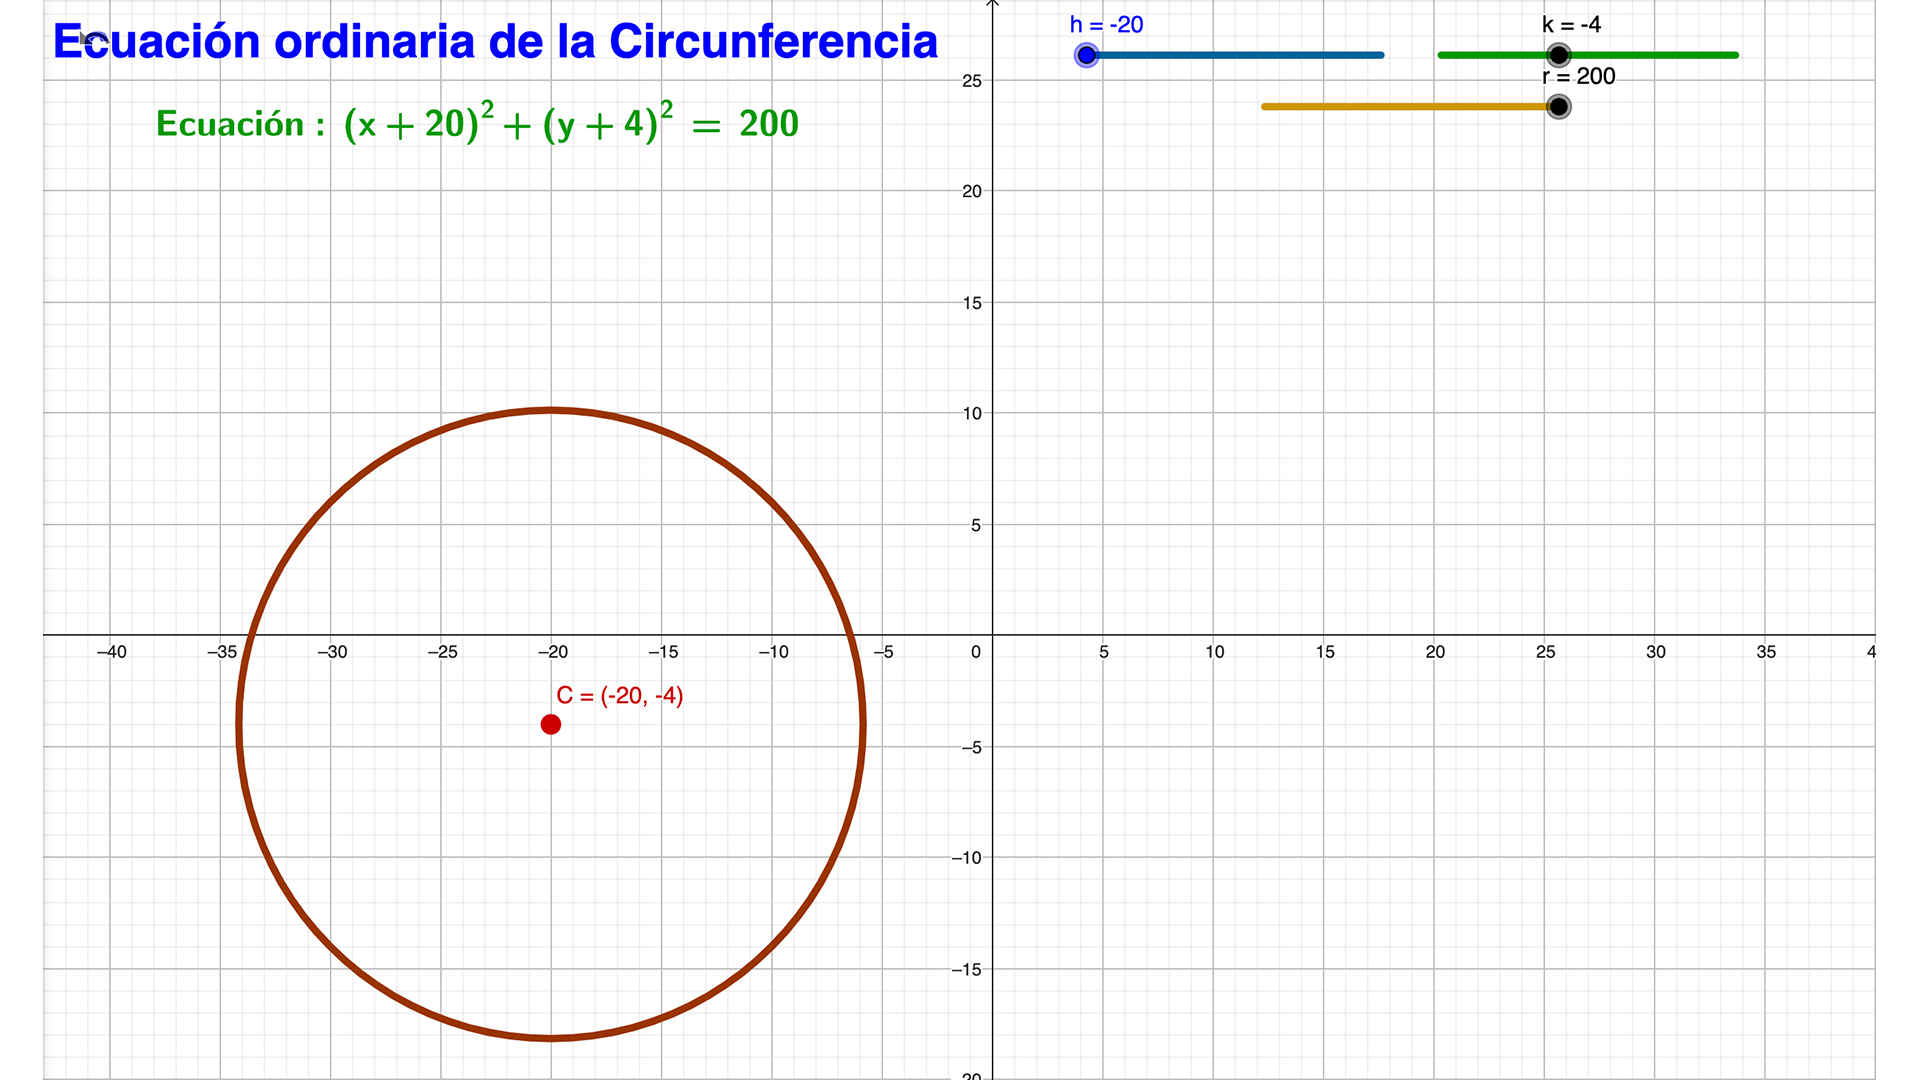 Ecuación ordinaria de la Circunferencia
h = -20
k = -4
r = 200
Ecuación : (x + 20)² + (y + 4)² = 200
25
20
15
10
5
−40 −35 −30 −25 −20 −15 −10 −5 0 5 10 15 20 25 30 35 4
C = (-20, -4)
−5
−10
−15